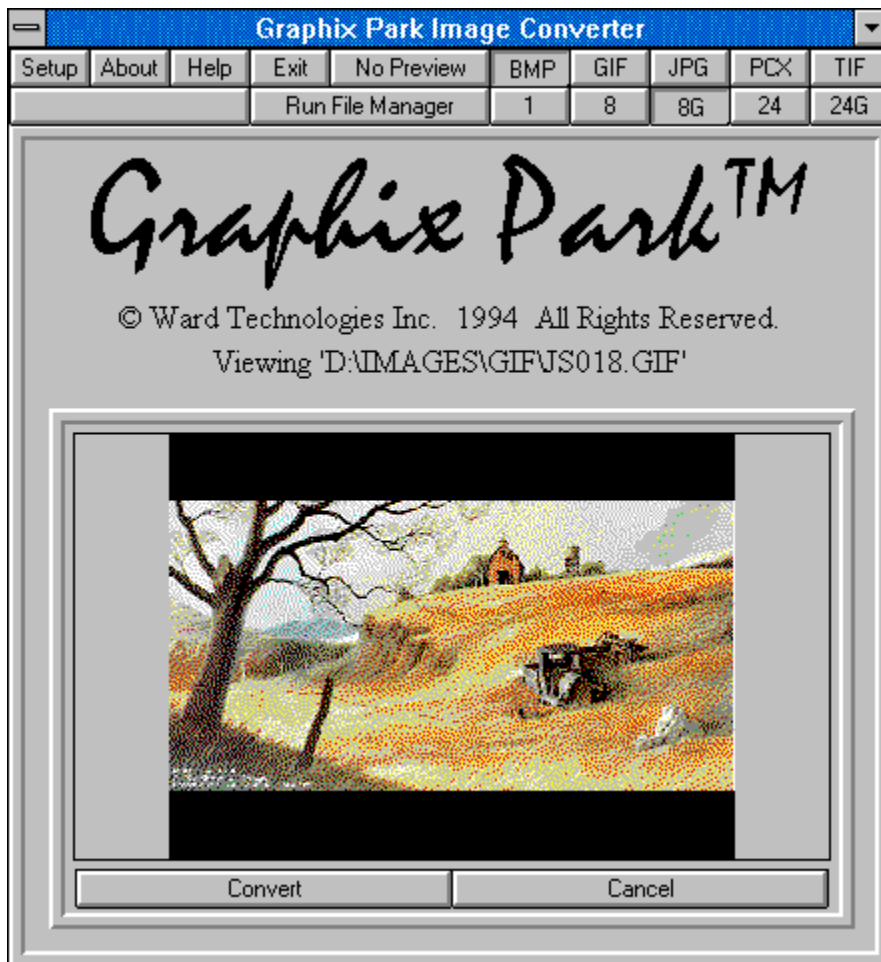 Graphix Park Image Converter
Setup About Help Exit No Preview BMP GIF JPG PCX TIF
Run File Manager 1 8 8G 24 24G
Graphix Park™
© Ward Technologies Inc. 1994 All Rights Reserved.
Viewing 'D:\IMAGES\GIF\JS018.GIF'
Convert Cancel